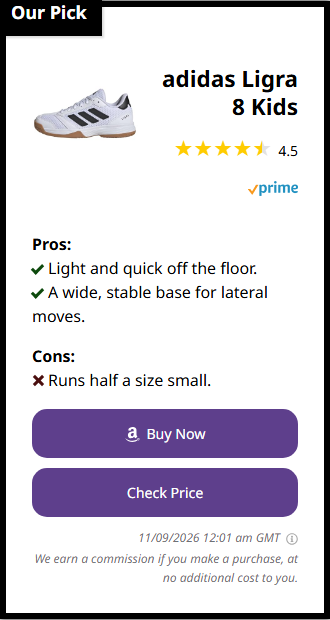 Our Pick
adidas Ligra
8 Kids
4.5
prime
Pros:
Light and quick off the floor.
A wide, stable base for lateral
moves.
Cons:
Runs half a size small.
Buy Now
Check Price
11/09/2026 12:01 am GMT
We earn a commission if you make a purchase, at
no additional cost to you.